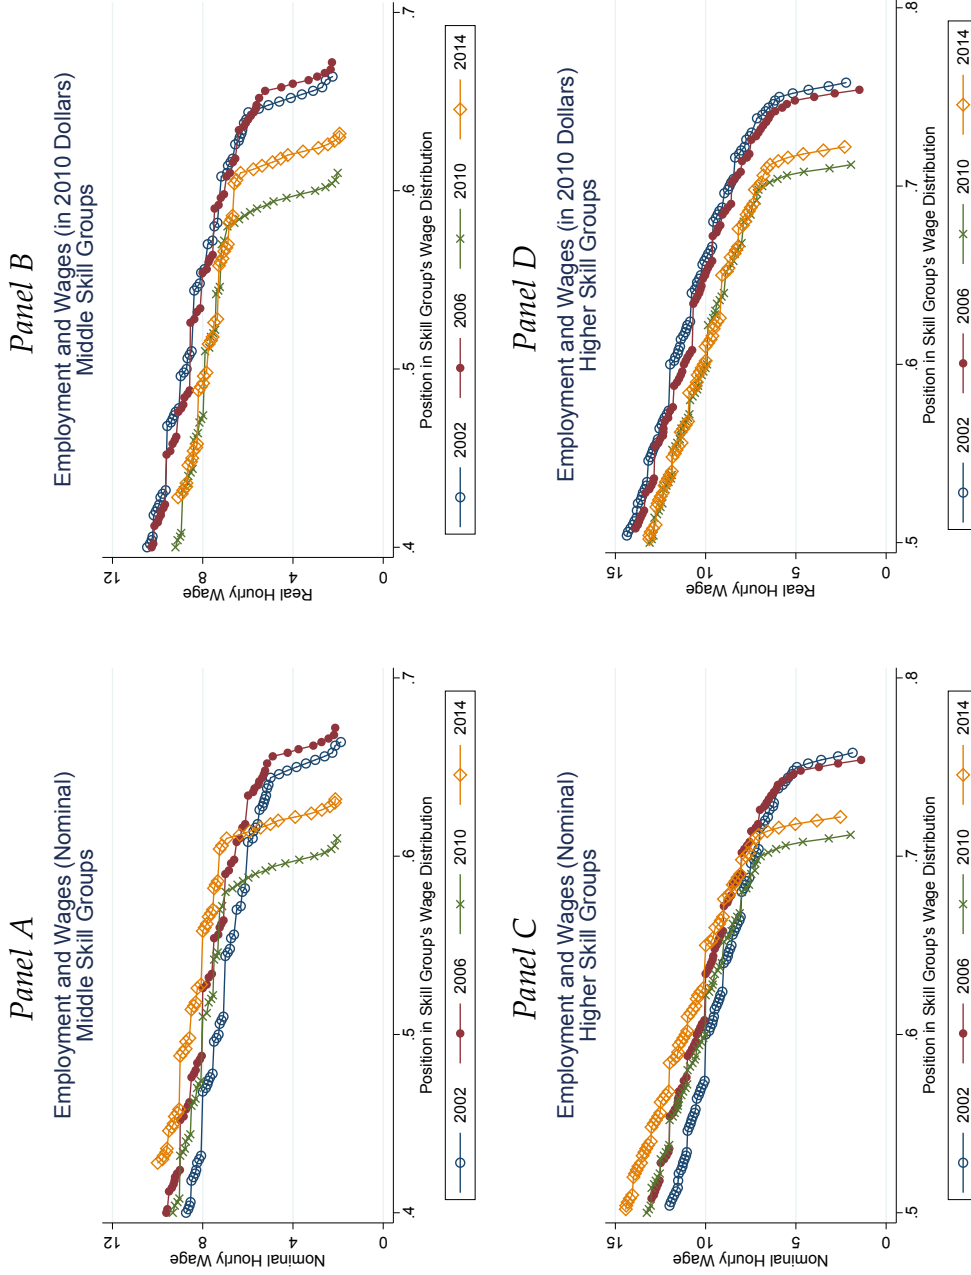 Panel A
Employment and Wages (Nominal)
Middle Skill Groups
Nominal Hourly Wage
0
4
8
12
.4
.5
.6
.7
Position in Skill Group's Wage Distribution
2002
2006
2010
2014
Panel B
Employment and Wages (in 2010 Dollars)
Middle Skill Groups
Real Hourly Wage
0
4
8
12
.4
.5
.6
.7
Position in Skill Group's Wage Distribution
2002
2006
2010
2014
Panel C
Employment and Wages (Nominal)
Higher Skill Groups
Nominal Hourly Wage
0
5
10
15
.5
.6
.7
.8
Position in Skill Group's Wage Distribution
2002
2006
2010
2014
Panel D
Employment and Wages (in 2010 Dollars)
Higher Skill Groups
Real Hourly Wage
0
5
10
15
.5
.6
.7
.8
Position in Skill Group's Wage Distribution
2002
2006
2010
2014